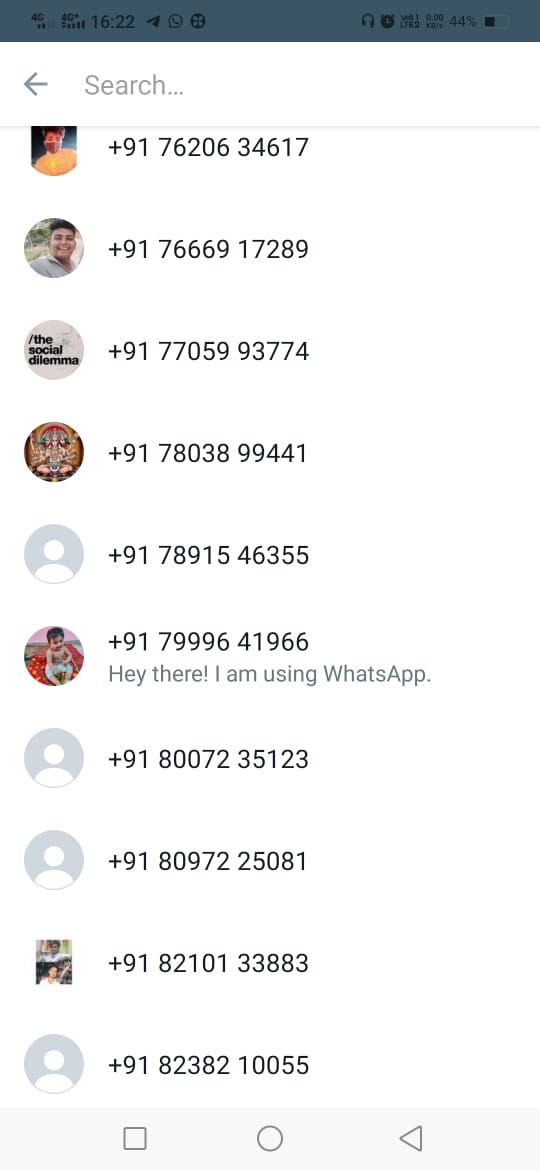 4G 4G+ 16:22 0.00 KB/s 44%
Search...
+91 76206 34617
+91 76669 17289
/the
social
dilemma
+91 77059 93774
+91 78038 99441
+91 78915 46355
+91 79996 41966
Hey there! I am using WhatsApp.
+91 80072 35123
+91 80972 25081
+91 82101 33883
+91 82382 10055